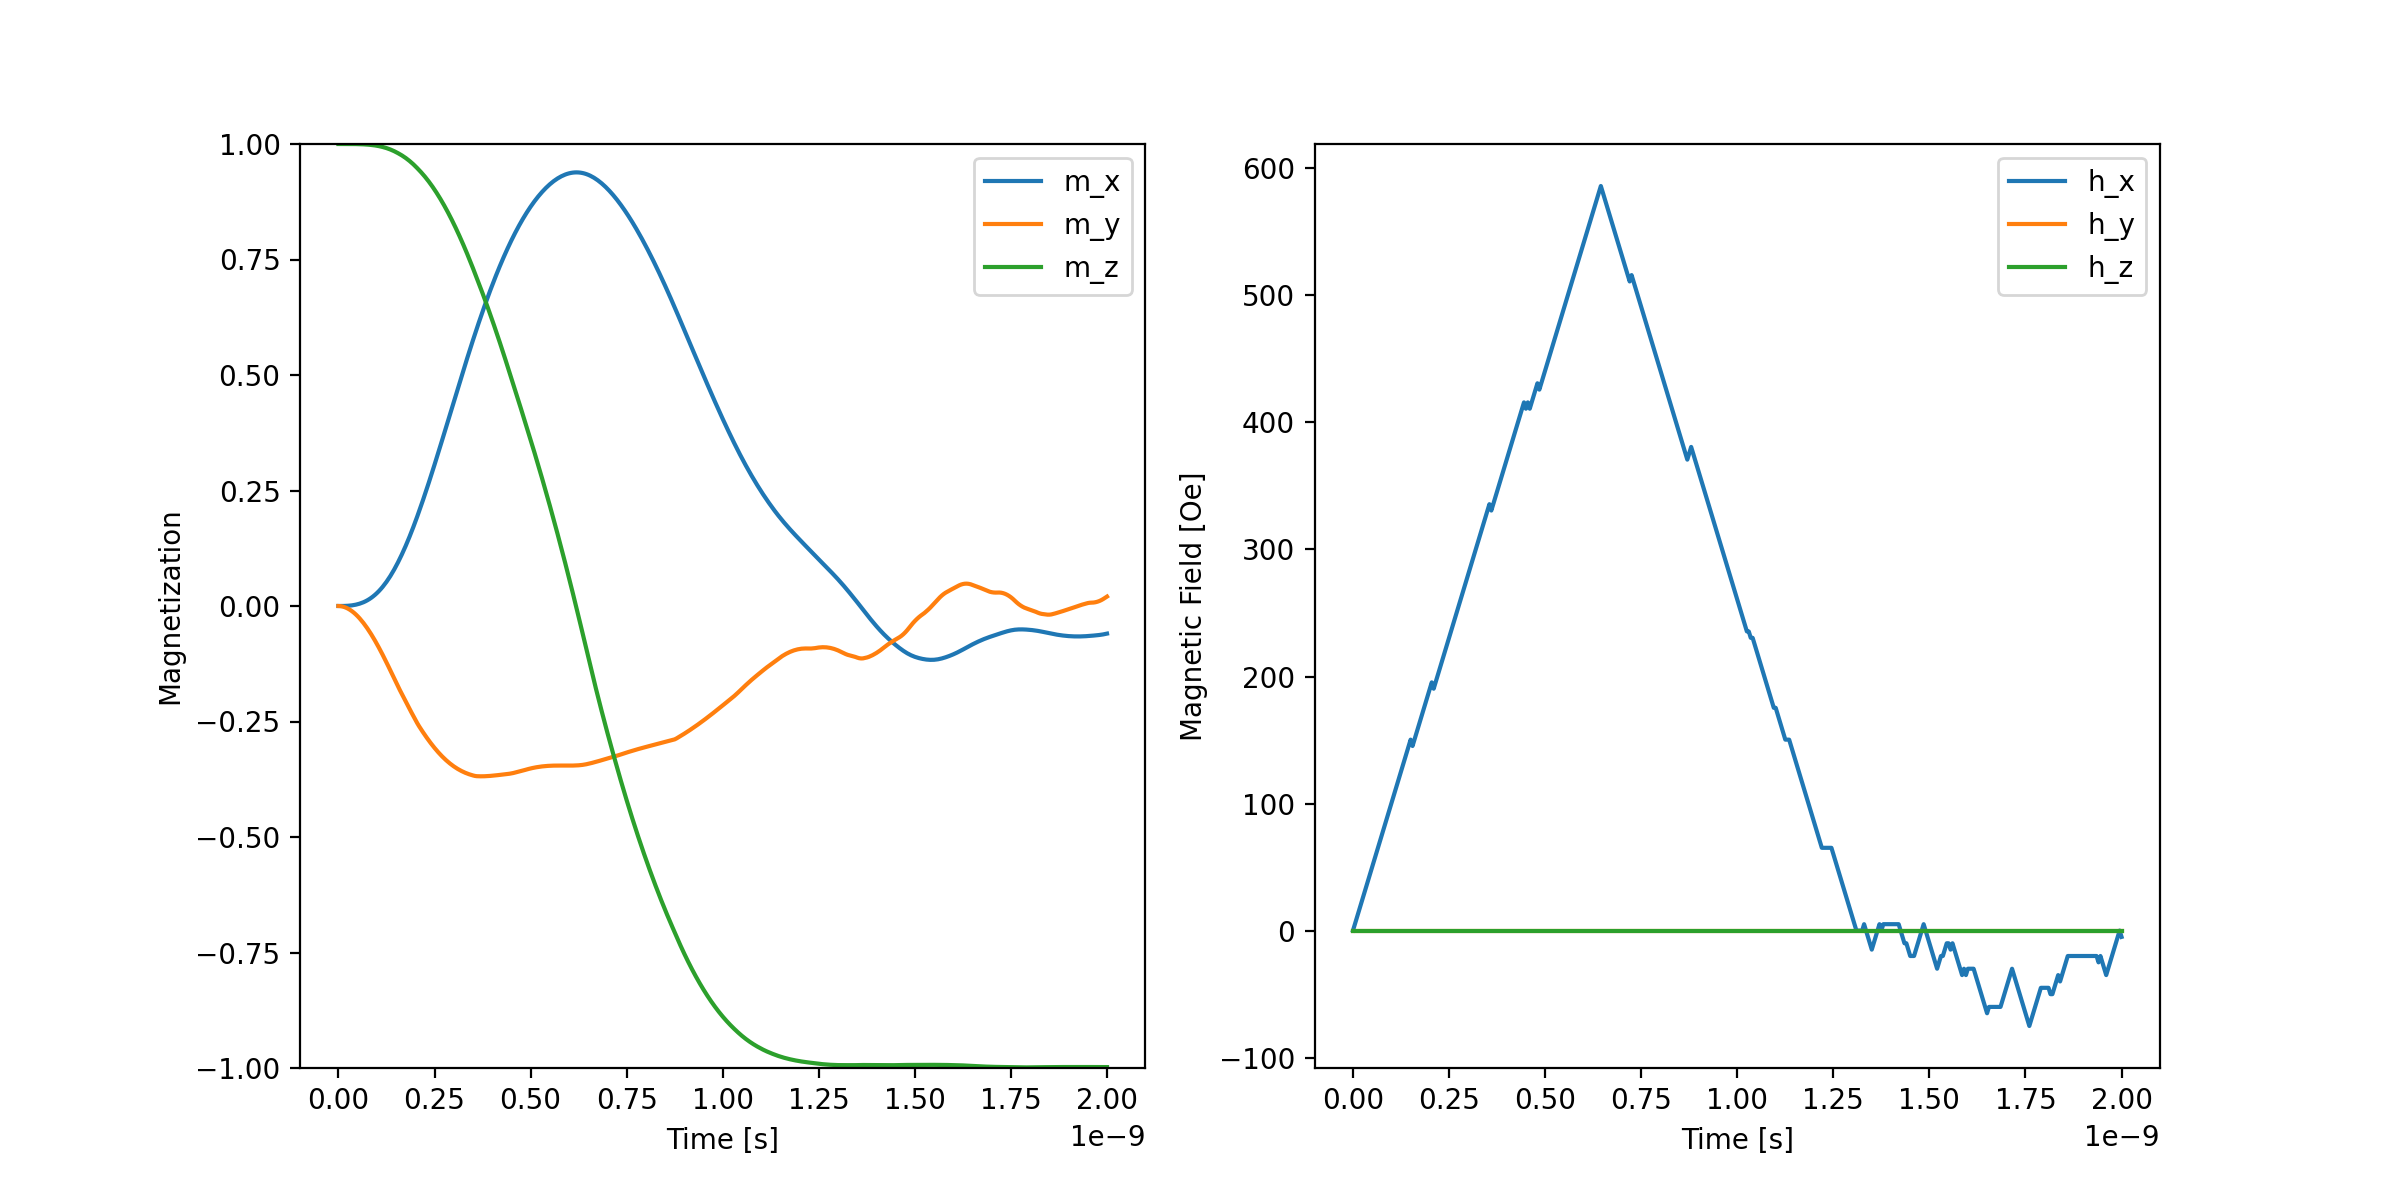 Magnetization
1.00
0.75
0.50
0.25
0.00
−0.25
−0.50
−0.75
−1.00
m_x
m_y
m_z
0.00 0.25 0.50 0.75 1.00 1.25 1.50 1.75 2.00
Time [s]
1e−9
Magnetic Field [Oe]
600
500
400
300
200
100
0
−100
h_x
h_y
h_z
0.00 0.25 0.50 0.75 1.00 1.25 1.50 1.75 2.00
Time [s]
1e−9